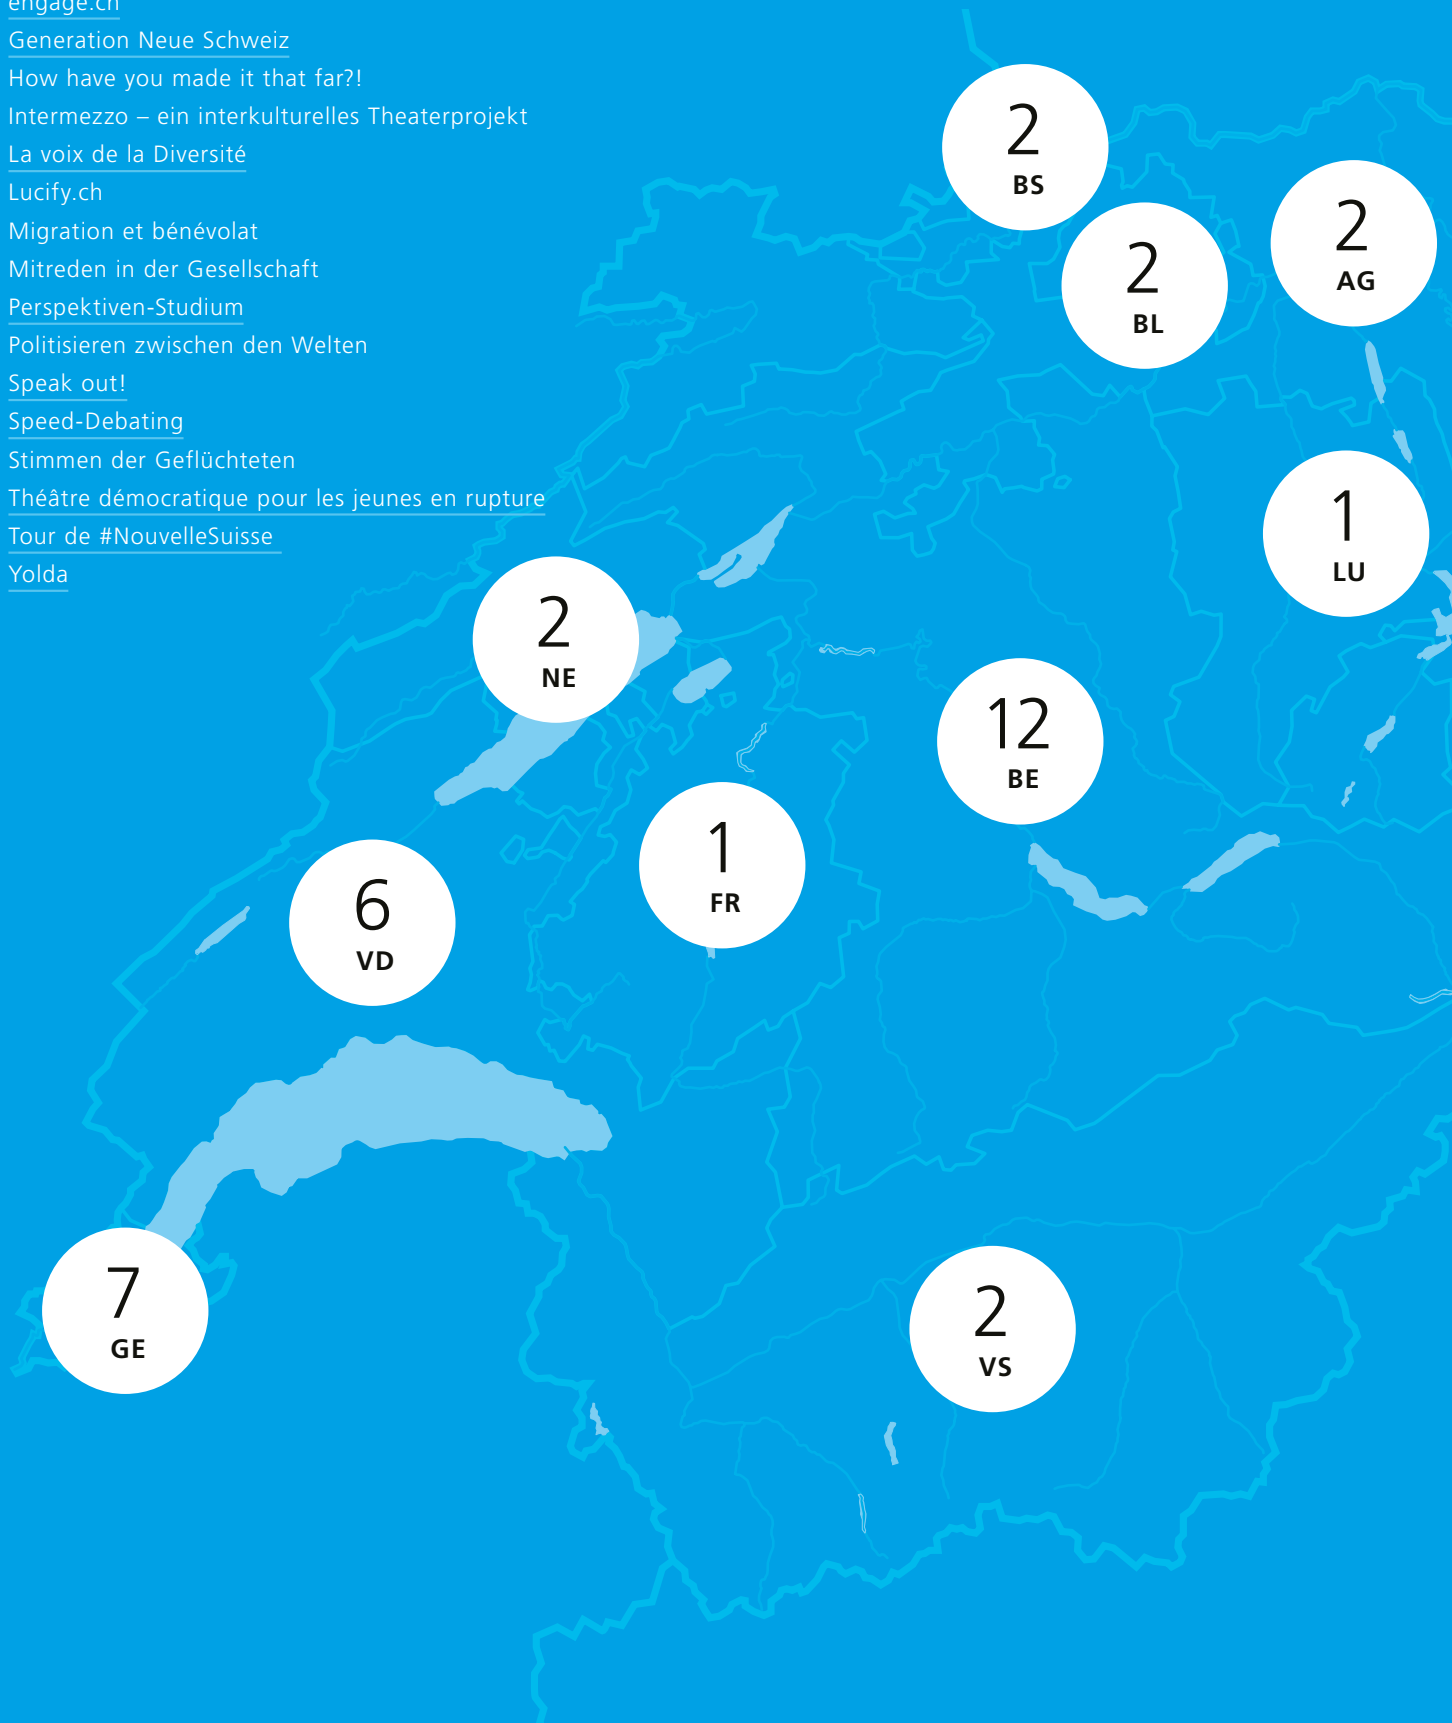 engage.ch
Generation Neue Schweiz
How have you made it that far?!
Intermezzo – ein interkulturelles Theaterprojekt
La voix de la Diversité
Lucify.ch
Migration et bénévolat
Mitreden in der Gesellschaft
Perspektiven-Studium
Politisieren zwischen den Welten
Speak out!
Speed-Debating
Stimmen der Geflüchteten
Théâtre démocratique pour les jeunes en rupture
Tour de #NouvelleSuisse
Yolda
2
BS
2
BL
2
AG
1
LU
2
NE
12
BE
1
FR
6
VD
7
GE
2
VS